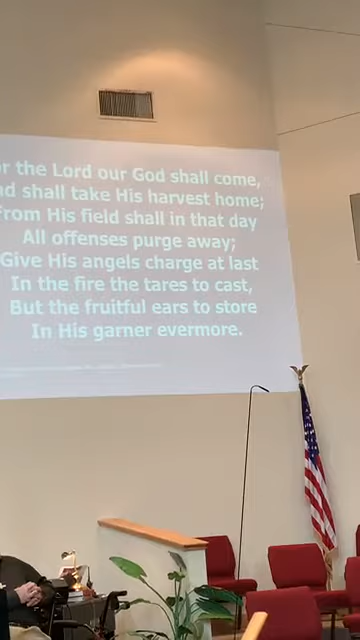 r the Lord our God shall come,
nd shall take His harvest home;
From His field shall in that day
All offenses purge away;
Give His angels charge at last
In the fire the tares to cast,
But the fruitful ears to store
In His garner evermore.